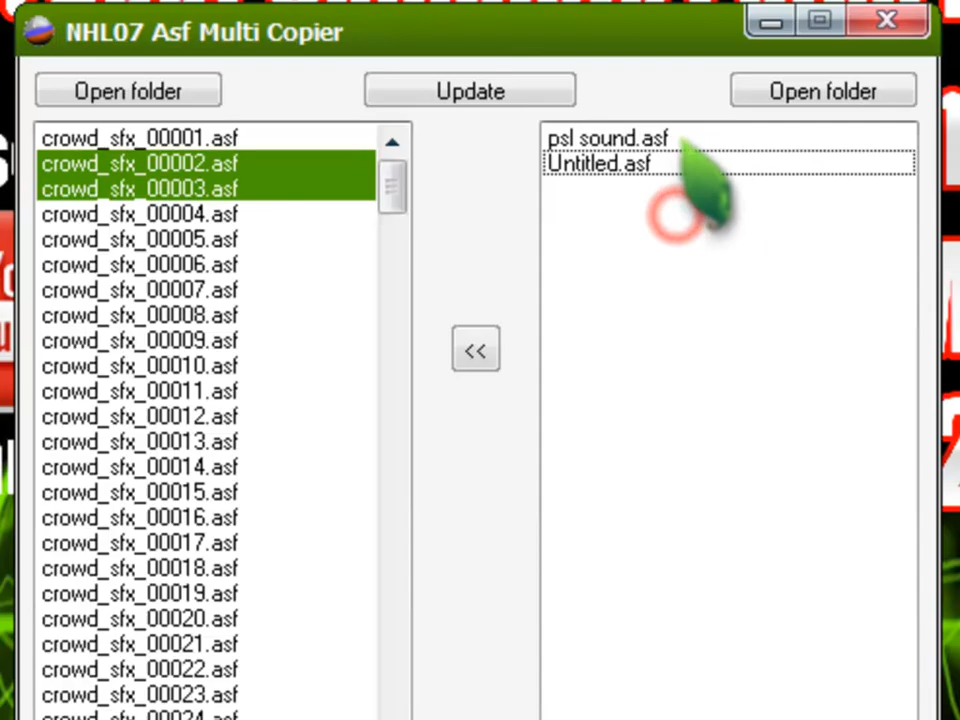 NHL07 Asf Multi Copier
Open folder
Update
Open folder
crowd_sfx_00001.asf
crowd_sfx_00002.asf
crowd_sfx_00003.asf
crowd_sfx_00004.asf
crowd_sfx_00005.asf
crowd_sfx_00006.asf
crowd_sfx_00007.asf
crowd_sfx_00008.asf
crowd_sfx_00009.asf
crowd_sfx_00010.asf
crowd_sfx_00011.asf
crowd_sfx_00012.asf
crowd_sfx_00013.asf
crowd_sfx_00014.asf
crowd_sfx_00015.asf
crowd_sfx_00016.asf
crowd_sfx_00017.asf
crowd_sfx_00018.asf
crowd_sfx_00019.asf
crowd_sfx_00020.asf
crowd_sfx_00021.asf
crowd_sfx_00022.asf
crowd_sfx_00023.asf
crowd_sfx_00024.asf
<<
psl sound.asf
Untitled.asf